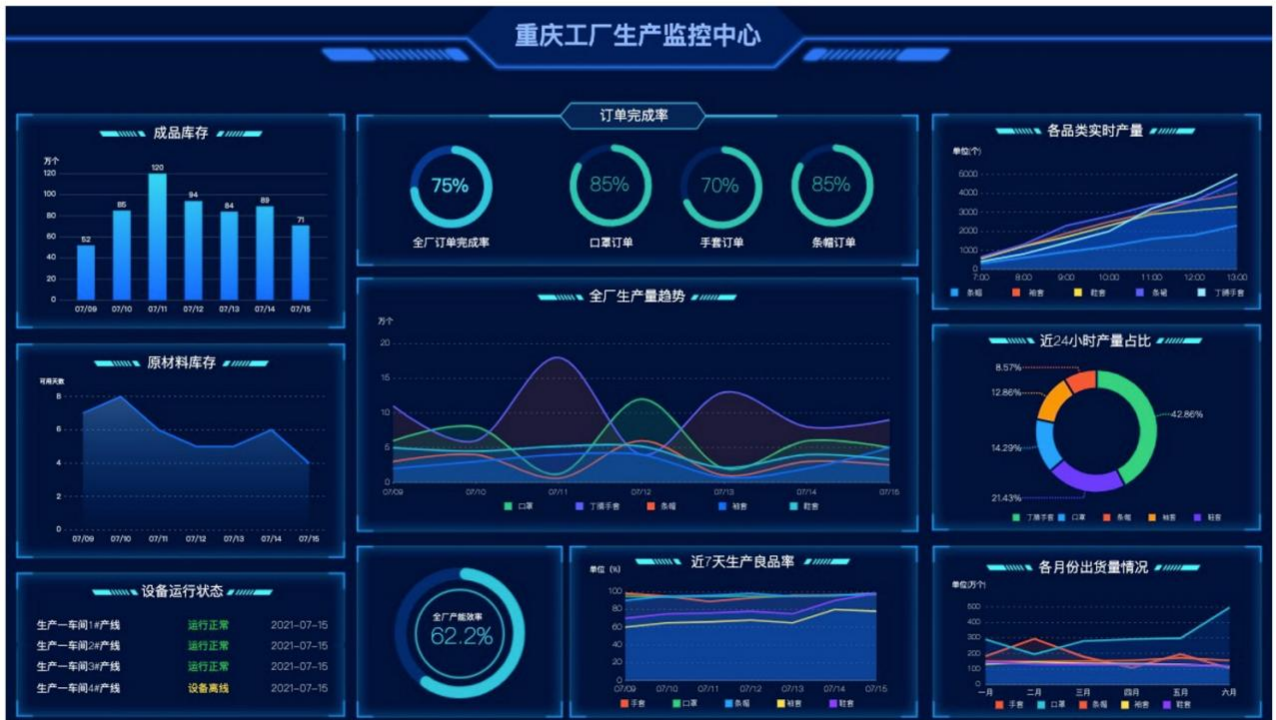 重庆工厂生产监控中心
成品库存
万个
120
100
80
60
40
20
0
52
85
120
94
84
89
71
07/09
07/10
07/11
07/12
07/13
07/14
07/15
原材料库存
可用天数
8
6
4
2
0
07/09
07/10
07/11
07/12
07/13
07/14
07/15
设备运行状态
生产一车间1#产线 运行正常 2021-07-15
生产一车间2#产线 运行正常 2021-07-15
生产一车间3#产线 运行正常 2021-07-15
生产一车间4#产线 设备离线 2021-07-15
订单完成率
75%
85%
70%
85%
全厂订单完成率
口罩订单
手套订单
条帽订单
全厂生产量趋势
万个
20
15
10
5
0
07/09
07/10
07/11
07/12
07/13
07/14
07/15
口罩
丁腈手套
条帽
袖套
鞋套
全厂产能效率
62.2%
近7天生产良品率
单位 (%)
100
80
60
40
20
0
07/09
07/10
07/11
07/12
07/13
07/14
07/15
手套
口罩
条帽
袖套
鞋套
各品类实时产量
单位(个)
6000
4000
3000
2000
1000
0
7:00
8:00
9:00
10:00
11:00
12:00
13:00
条帽
袖套
鞋套
条裙
丁腈手套
近24小时产量占比
8.57%
12.86%
14.29%
21.43%
42.86%
丁腈手套
口罩
条帽
袖套
鞋套
各月份出货量情况
单位(万个)
500
400
300
200
100
0
一月
二月
三月
四月
五月
六月
手套
口罩
条帽
袖套
鞋套